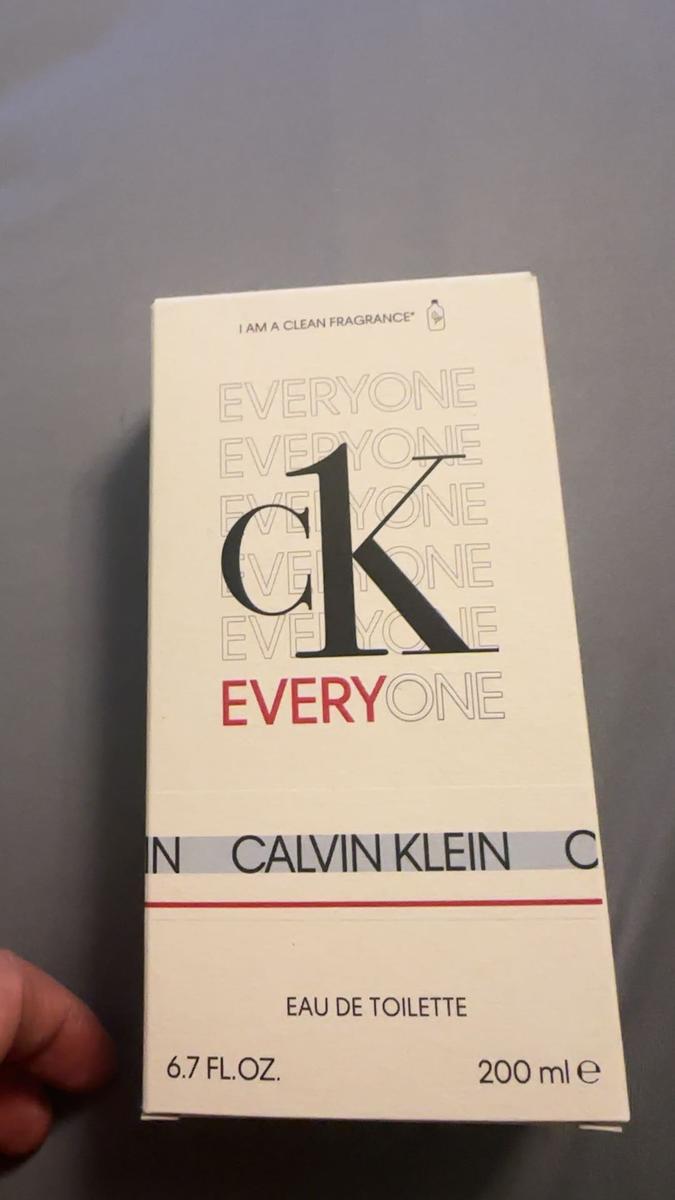 I AM A CLEAN FRAGRANCE*
EVERYONE
EVERYONE
EVERYONE
EVERYONE
EVERYONE
cK
EVERYONE
IN CALVIN KLEIN C
EAU DE TOILETTE
6.7 FL.OZ. 200 ml e